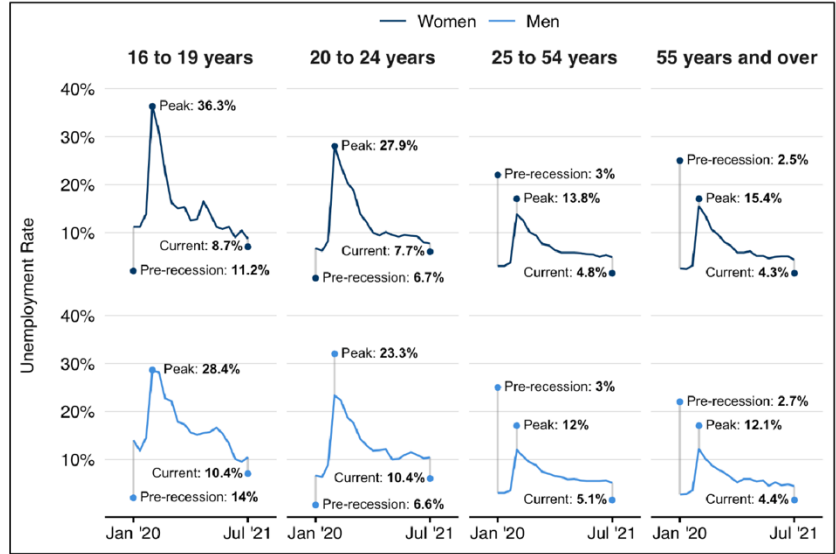 Women Men
16 to 19 years 20 to 24 years 25 to 54 years 55 years and over
Unemployment Rate
40%
30%
20%
10%
Peak: 36.3%
Current: 8.7%
Pre-recession: 11.2%
Peak: 27.9%
Current: 7.7%
Pre-recession: 6.7%
Pre-recession: 3%
Peak: 13.8%
Current: 4.8%
Pre-recession: 2.5%
Peak: 15.4%
Current: 4.3%
40%
30%
20%
10%
Peak: 28.4%
Current: 10.4%
Pre-recession: 14%
Peak: 23.3%
Current: 10.4%
Pre-recession: 6.6%
Pre-recession: 3%
Peak: 12%
Current: 5.1%
Pre-recession: 2.7%
Peak: 12.1%
Current: 4.4%
Jan '20 Jul '21 Jan '20 Jul '21 Jan '20 Jul '21 Jan '20 Jul '21